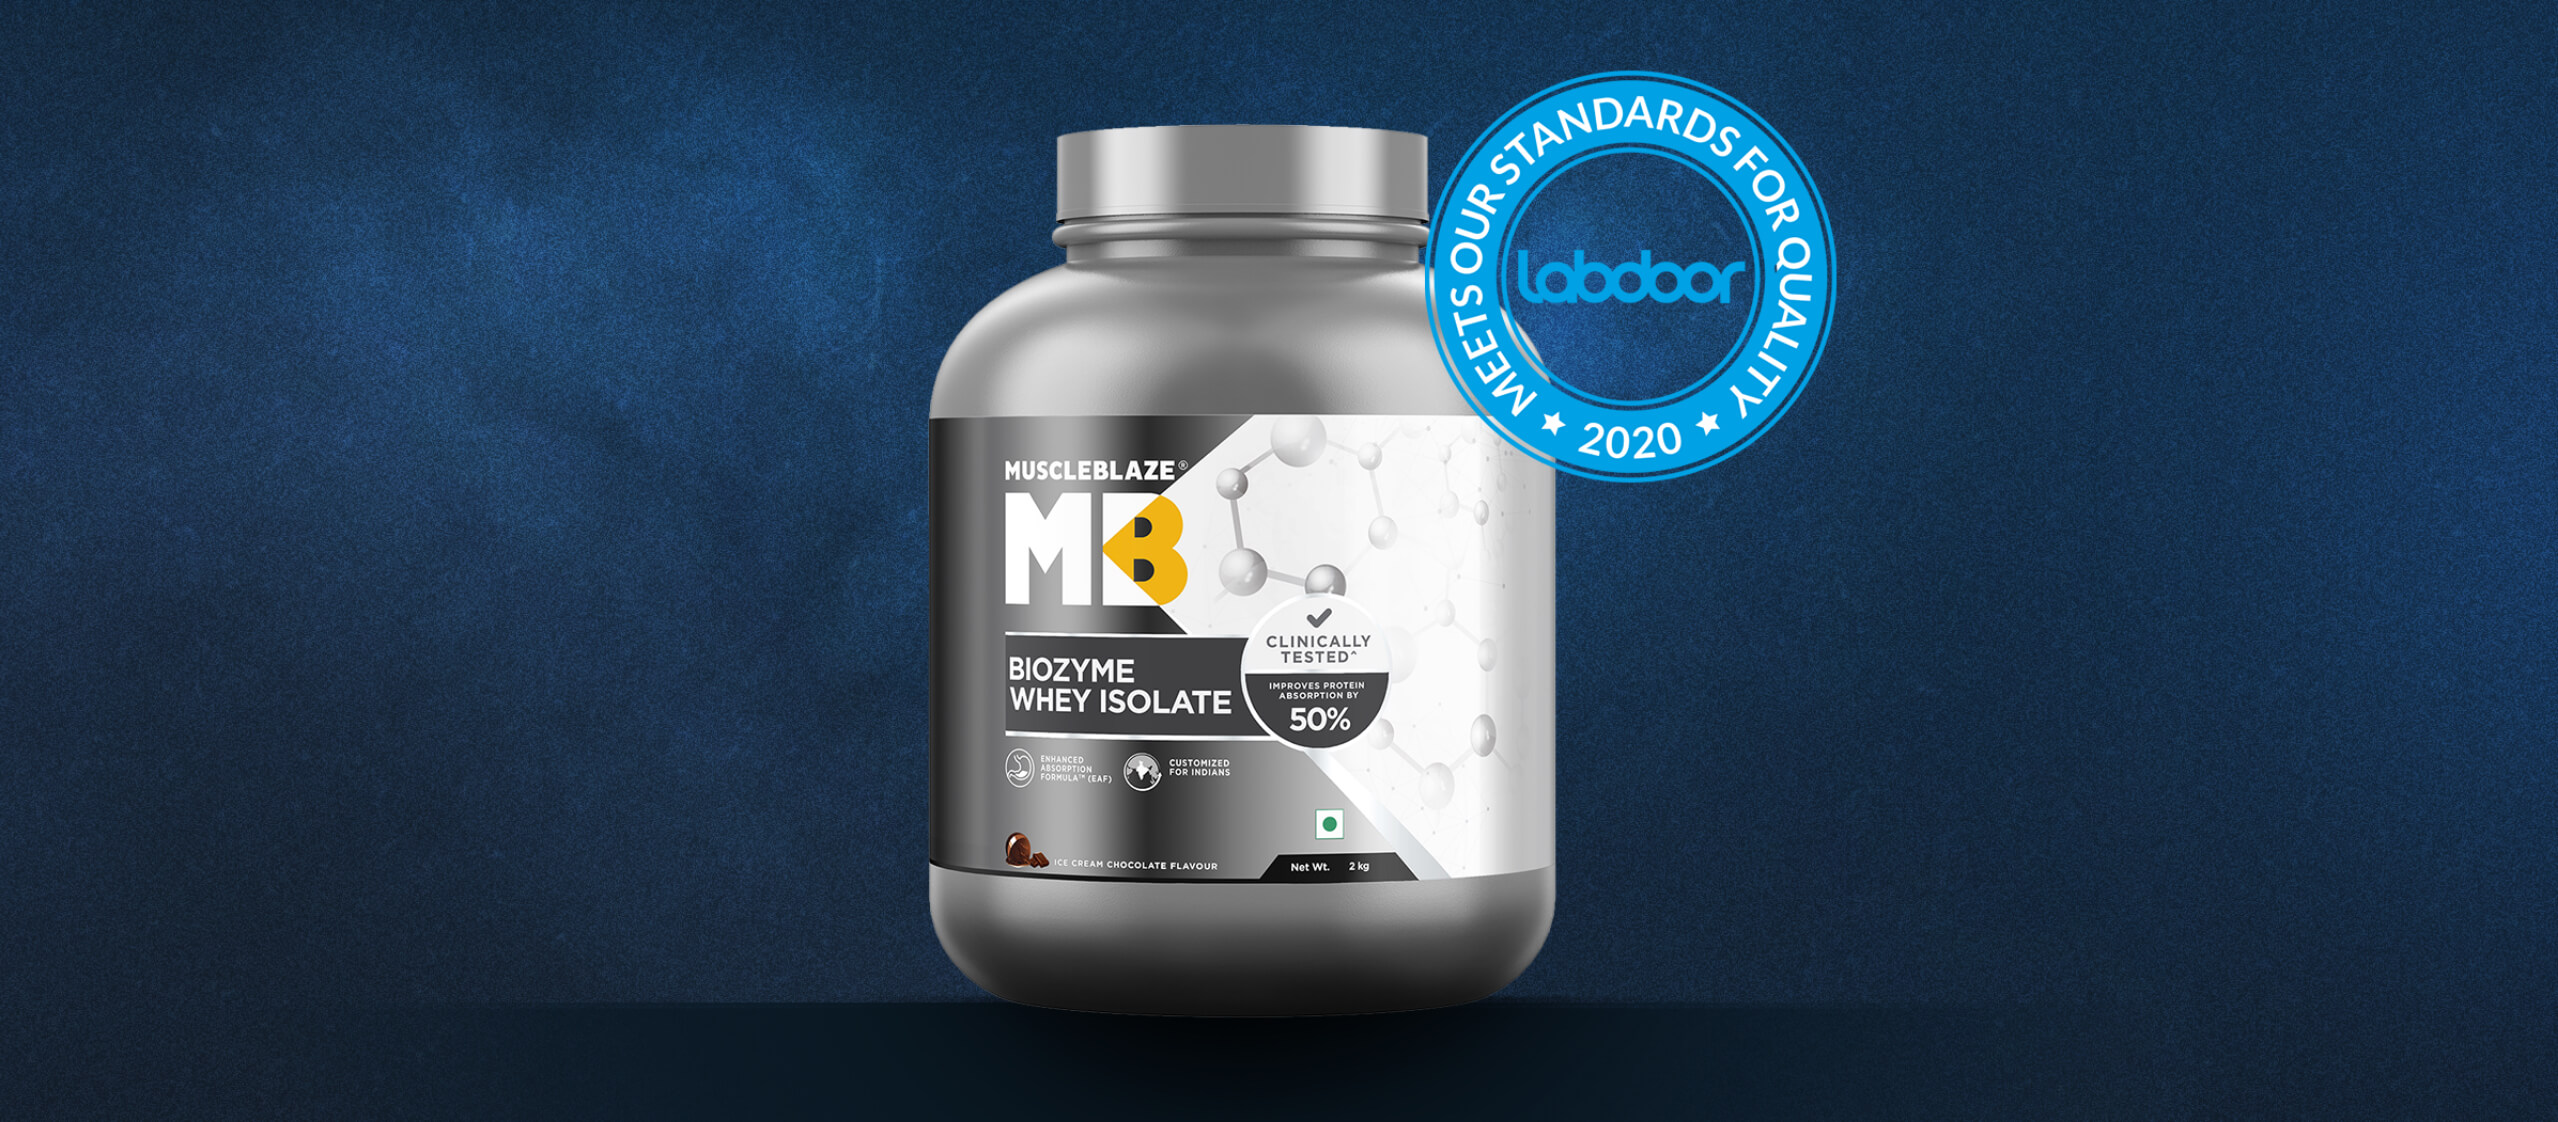 MEETS OUR STANDARDS FOR QUALITY
labdoor
★ 2020 ★
MUSCLEBLAZE®
MB
BIOZYME
WHEY ISOLATE
CLINICALLY
TESTED^
IMPROVES PROTEIN
ABSORPTION BY
50%
ENHANCED
ABSORPTION
FORMULA™ (EAF)
CUSTOMIZED
FOR INDIANS
ICE CREAM CHOCOLATE FLAVOUR
Net Wt. 2 kg